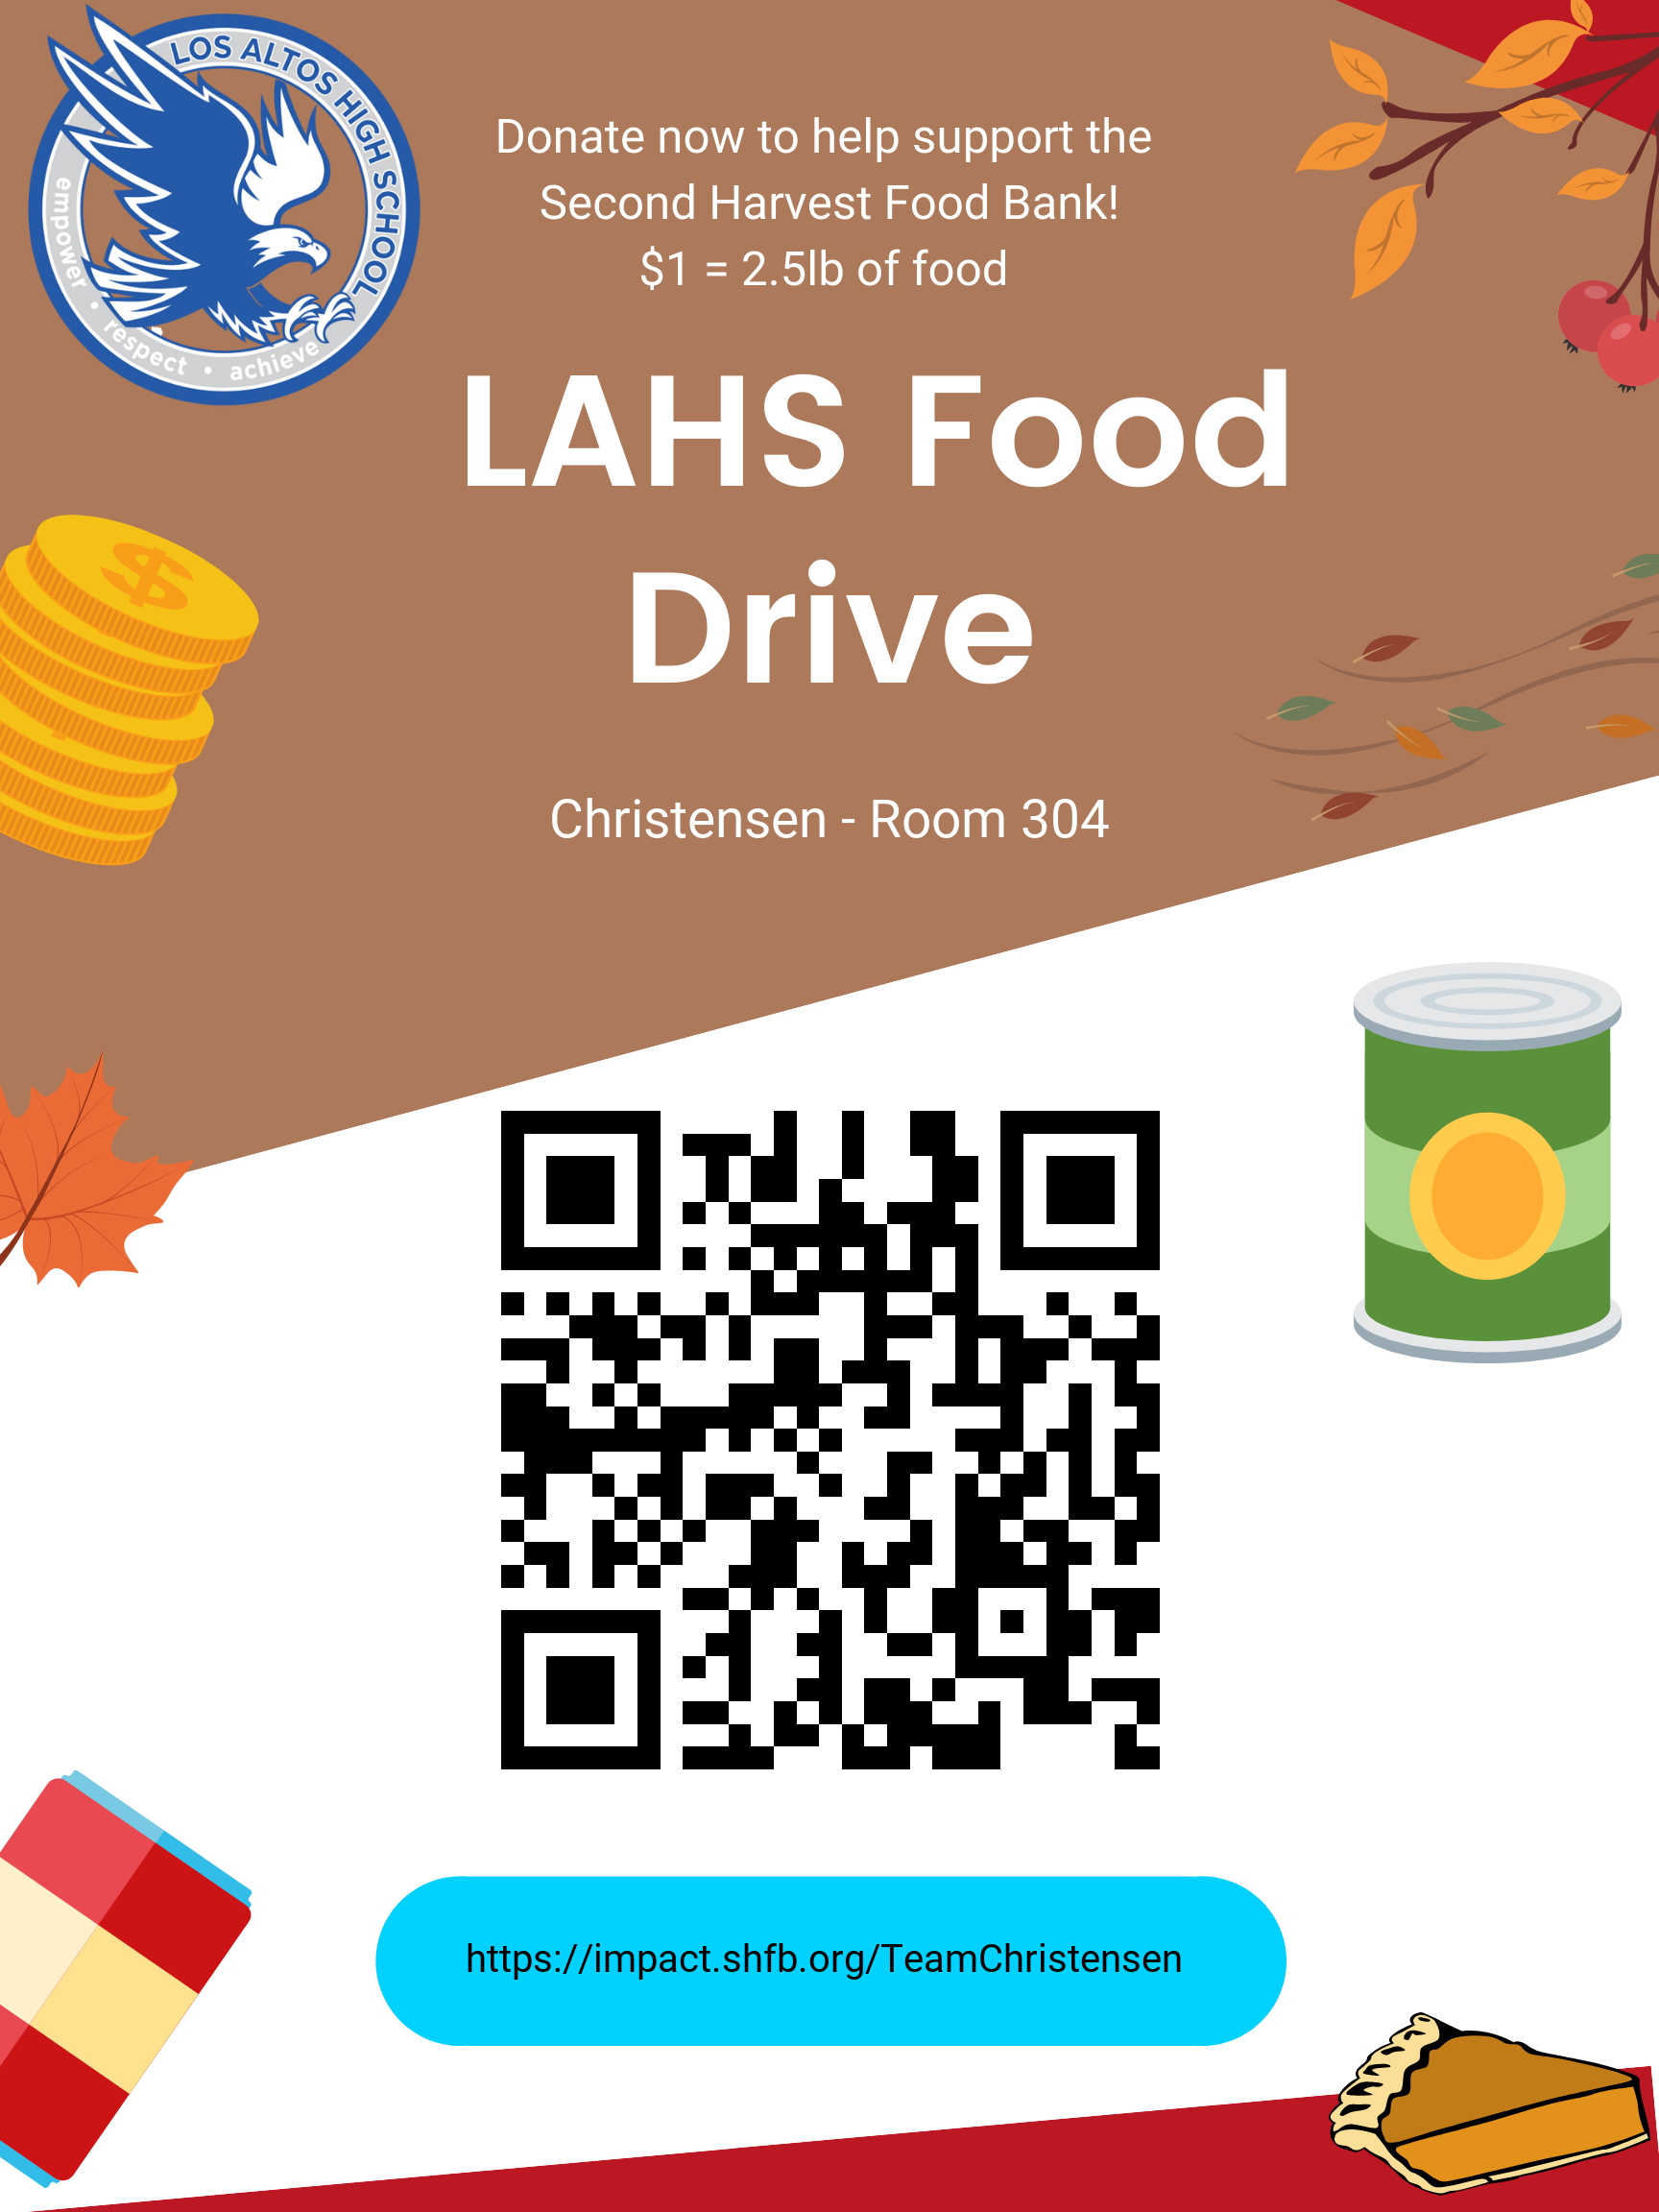 LOS ALTOS HIGH SCHOOL
empower • respect • achieve
Donate now to help support the
Second Harvest Food Bank!
$1 = 2.5lb of food
LAHS Food
Drive
$
Christensen - Room 304
https://impact.shfb.org/TeamChristensen